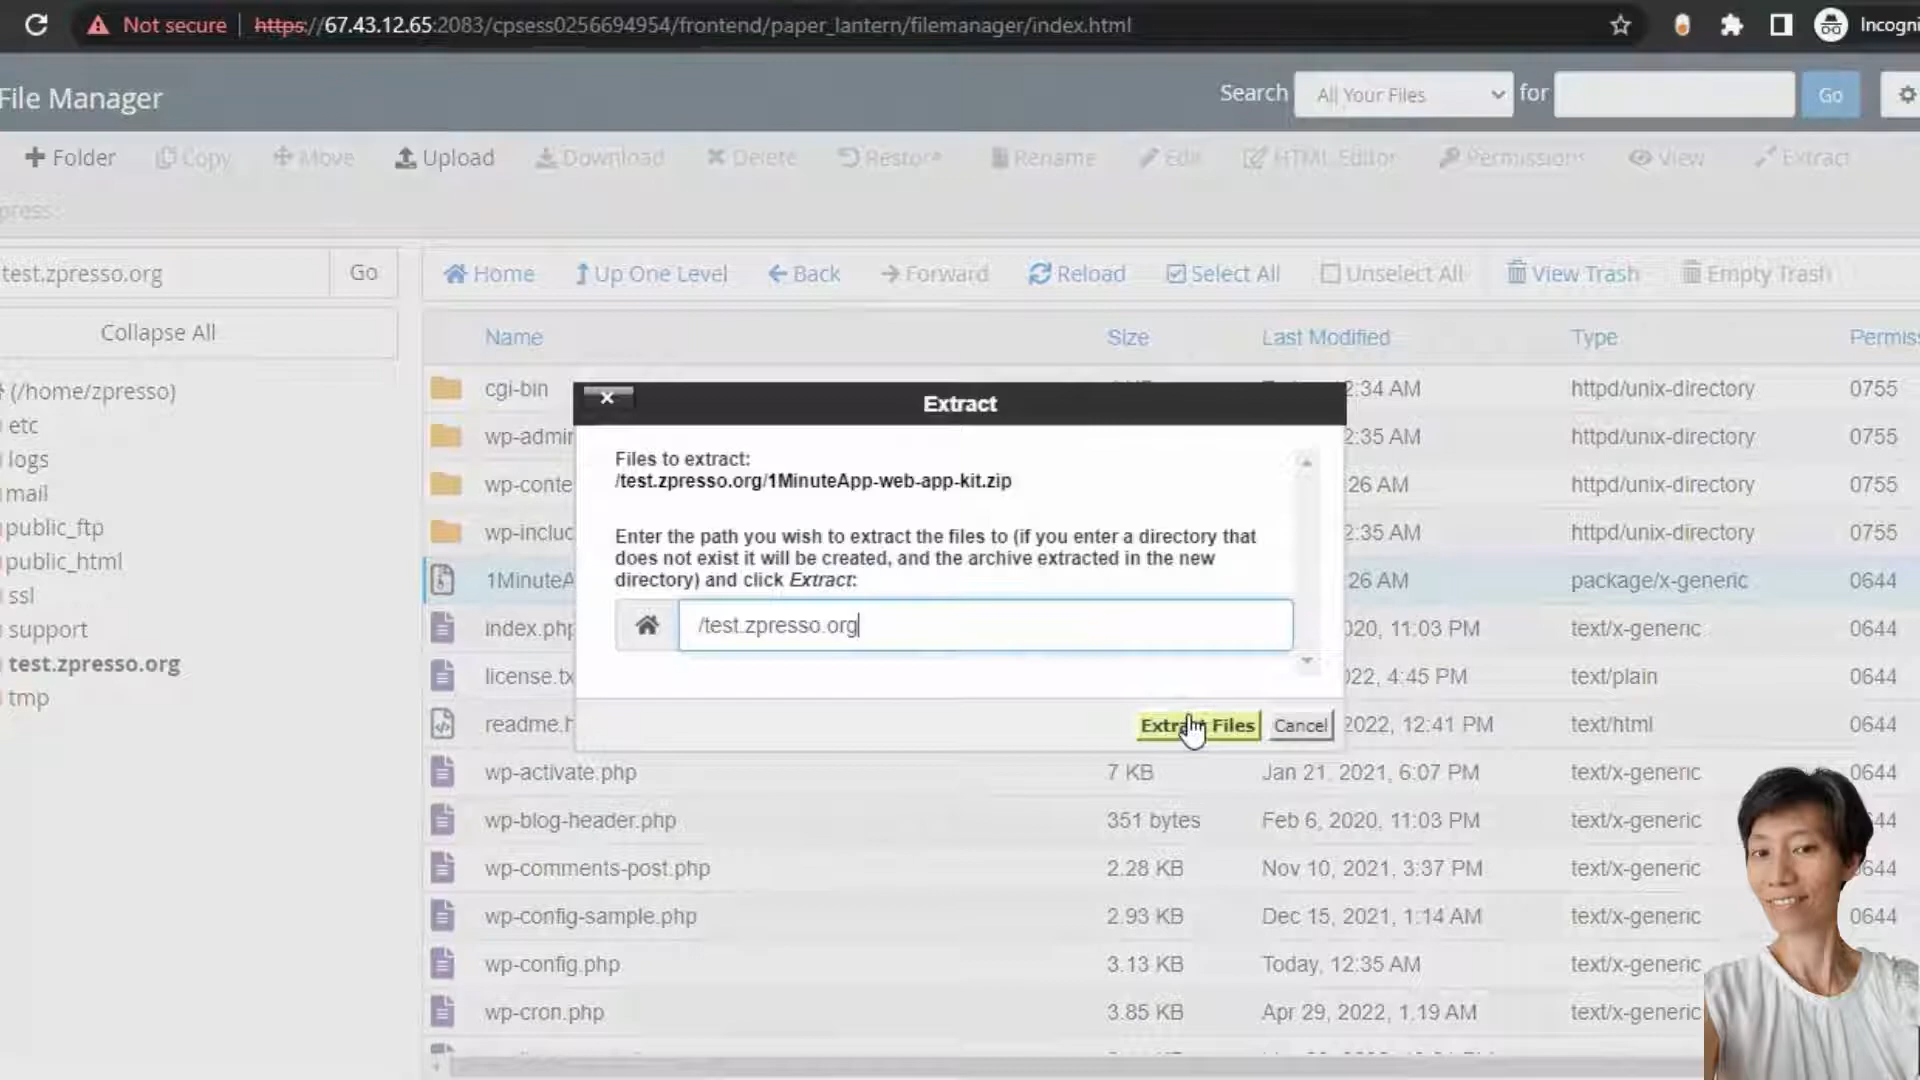 Not secure https://67.43.12.65:2083/cpsess0256694954/frontend/paper_lantern/filemanager/index.html Incogni
File Manager Search All Your Files for Go
Folder Copy Move Upload Download Delete Restore Rename Edit HTML Editor Permissions View Extract
press
test.zpresso.org Go Home Up One Level Back Forward Reload Select All Unselect All View Trash Empty Trash
Collapse All
Name Size Last Modified Type Permis
(/home/zpresso)
etc
logs
mail
public_ftp
public_html
ssl
support
test.zpresso.org
tmp
cgi-bin 2:34 AM httpd/unix-directory 0755
wp-admin 2:35 AM httpd/unix-directory 0755
wp-conte 26 AM httpd/unix-directory 0755
wp-includ 2:35 AM httpd/unix-directory 0755
1MinuteA 26 AM package/x-generic 0644
index.php 020, 11:03 PM text/x-generic 0644
license.tx 022, 4:45 PM text/plain 0644
readme.h 2022, 12:41 PM text/html 0644
wp-activate.php 7 KB Jan 21, 2021, 6:07 PM text/x-generic 0644
wp-blog-header.php 351 bytes Feb 6, 2020, 11:03 PM text/x-generic 44
wp-comments-post.php 2.28 KB Nov 10, 2021, 3:37 PM text/x-generic 0644
wp-config-sample.php 2.93 KB Dec 15, 2021, 1:14 AM text/x-generic 0644
wp-config.php 3.13 KB Today, 12:35 AM text/x-generic
wp-cron.php 3.85 KB Apr 29, 2022, 1:19 AM text/x-generic
Extract
Files to extract:
/test.zpresso.org/1MinuteApp-web-app-kit.zip
Enter the path you wish to extract the files to (if you enter a directory that
does not exist it will be created, and the archive extracted in the new
directory) and click Extract:
/test.zpresso.org
Extract Files Cancel